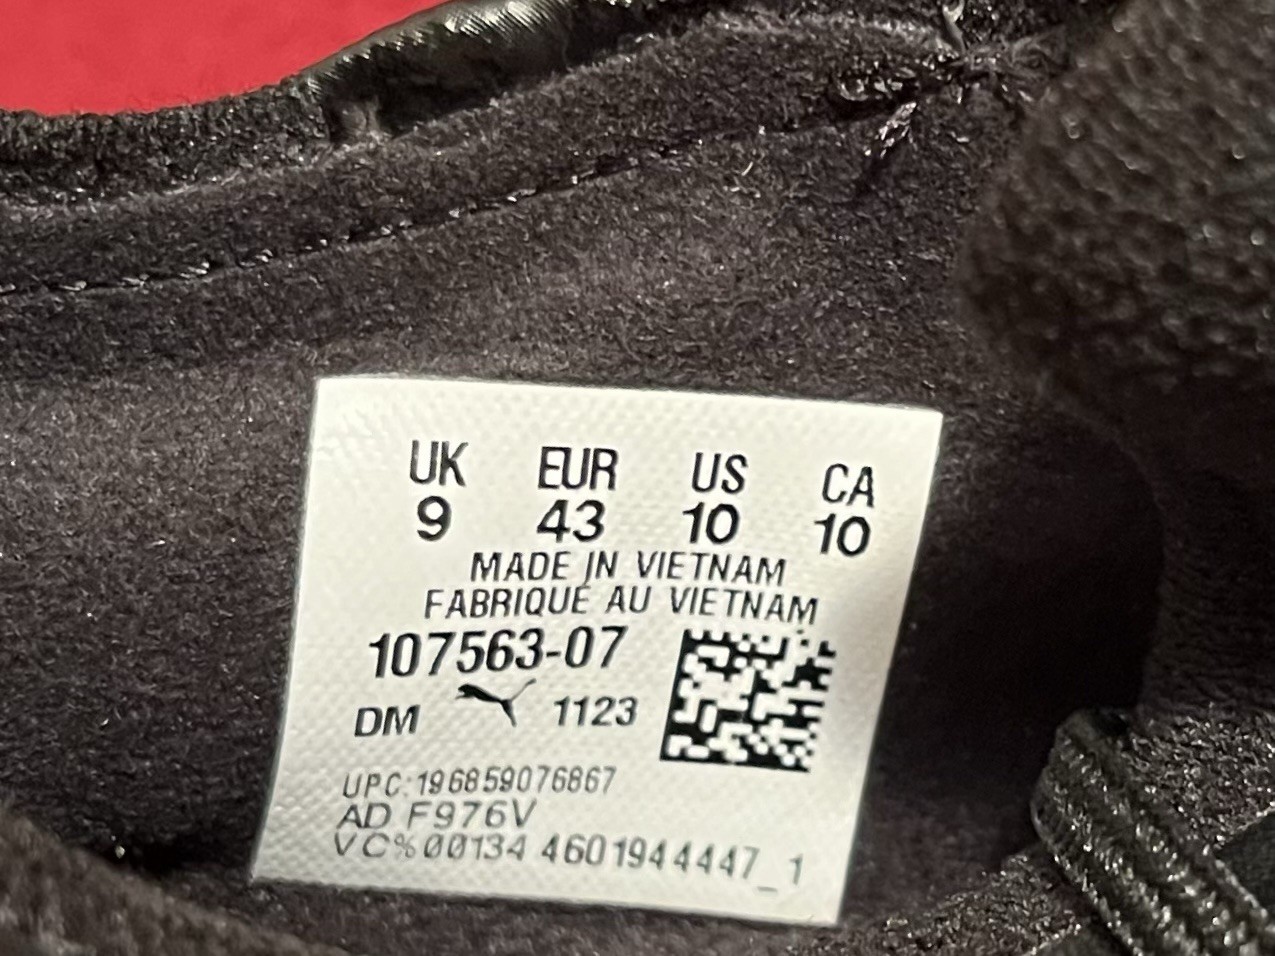 UK EUR US CA
9 43 10 10
MADE IN VIETNAM
FABRIQUÉ AU VIETNAM
107563-07
DM 1123
UPC:196859076867
AD F976V
VC%00134 4601944447_1